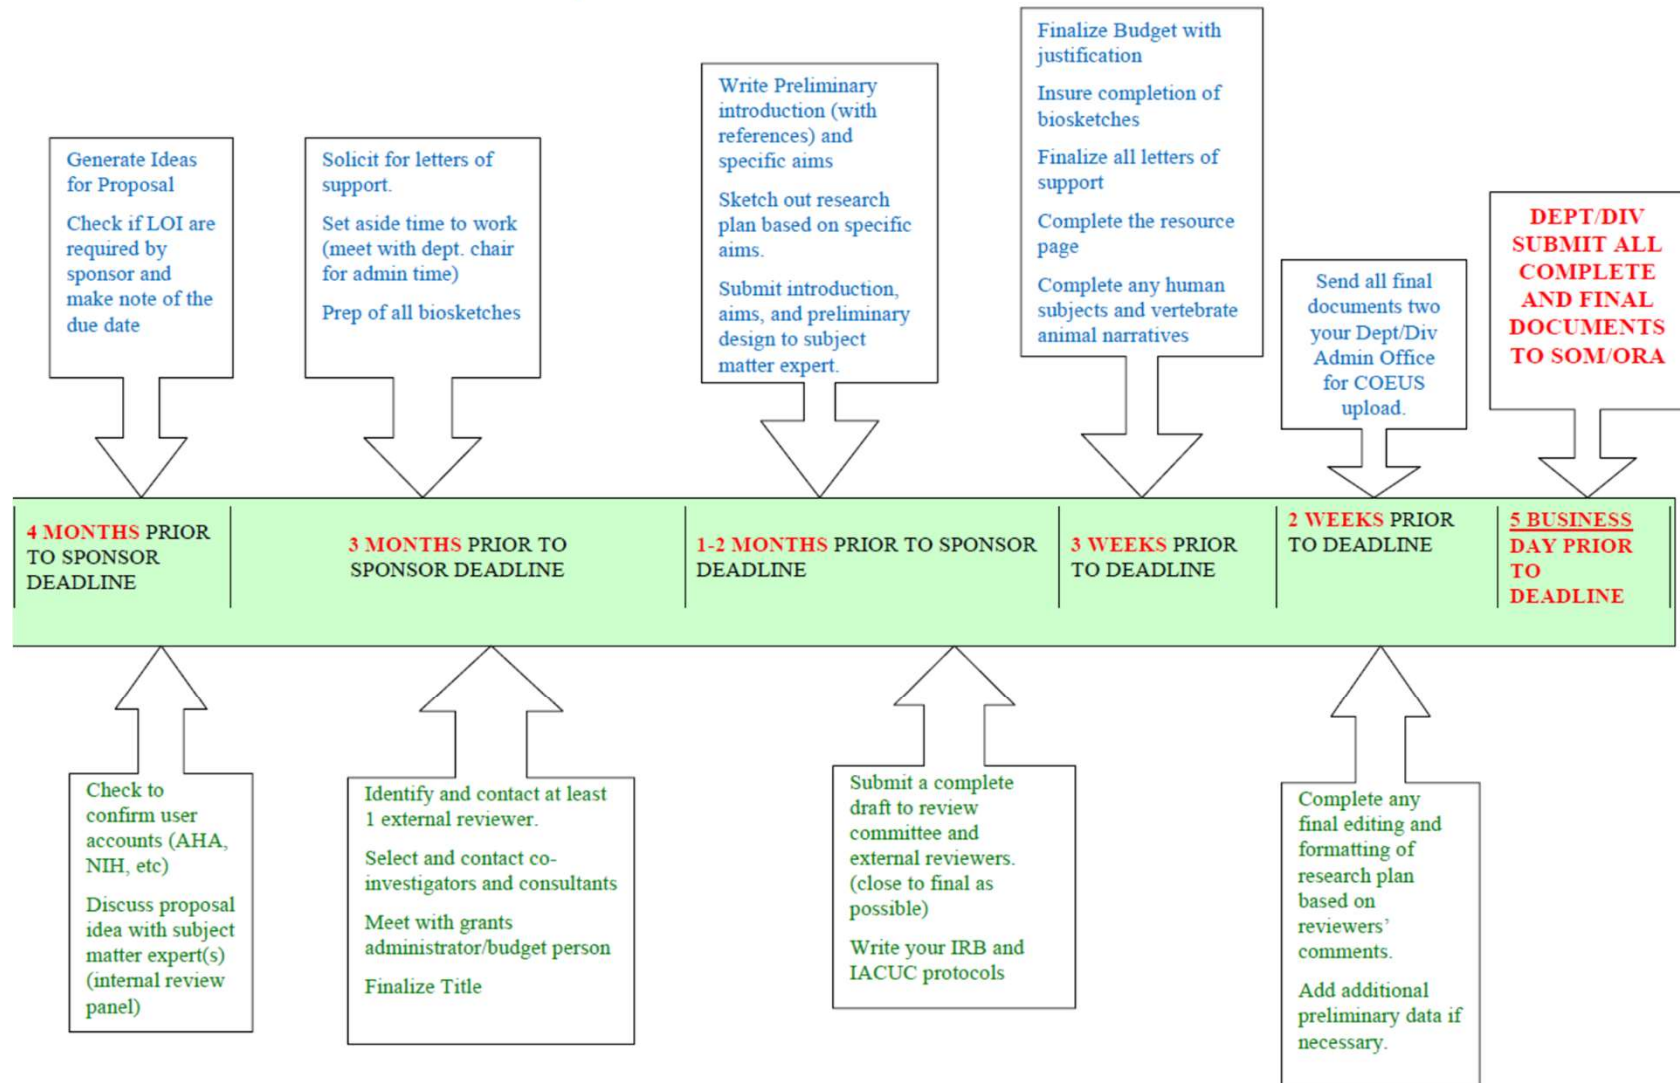 Generate Ideas
for Proposal
Check if LOI are
required by
sponsor and
make note of the
due date
Solicit for letters of
support.
Set aside time to work
(meet with dept. chair
for admin time)
Prep of all biosketches
Write Preliminary
introduction (with
references) and
specific aims
Sketch out research
plan based on specific
aims.
Submit introduction,
aims, and preliminary
design to subject
matter expert.
Finalize Budget with
justification
Insure completion of
biosketches
Finalize all letters of
support
Complete the resource
page
Complete any human
subjects and vertebrate
animal narratives
Send all final
documents two
your Dept/Div
Admin Office
for COEUS
upload.
DEPT/DIV
SUBMIT ALL
COMPLETE
AND FINAL
DOCUMENTS
TO SOM/ORA
4 MONTHS PRIOR
TO SPONSOR
DEADLINE
3 MONTHS PRIOR TO
SPONSOR DEADLINE
1-2 MONTHS PRIOR TO SPONSOR
DEADLINE
3 WEEKS PRIOR
TO DEADLINE
2 WEEKS PRIOR
TO DEADLINE
5 BUSINESS
DAY PRIOR
TO
DEADLINE
Check to
confirm user
accounts (AHA,
NIH, etc)
Discuss proposal
idea with subject
matter expert(s)
(internal review
panel)
Identify and contact at least
1 external reviewer.
Select and contact co-
investigators and consultants
Meet with grants
administrator/budget person
Finalize Title
Submit a complete
draft to review
committee and
external reviewers.
(close to final as
possible)
Write your IRB and
IACUC protocols
Complete any
final editing and
formatting of
research plan
based on
reviewers’
comments.
Add additional
preliminary data if
necessary.